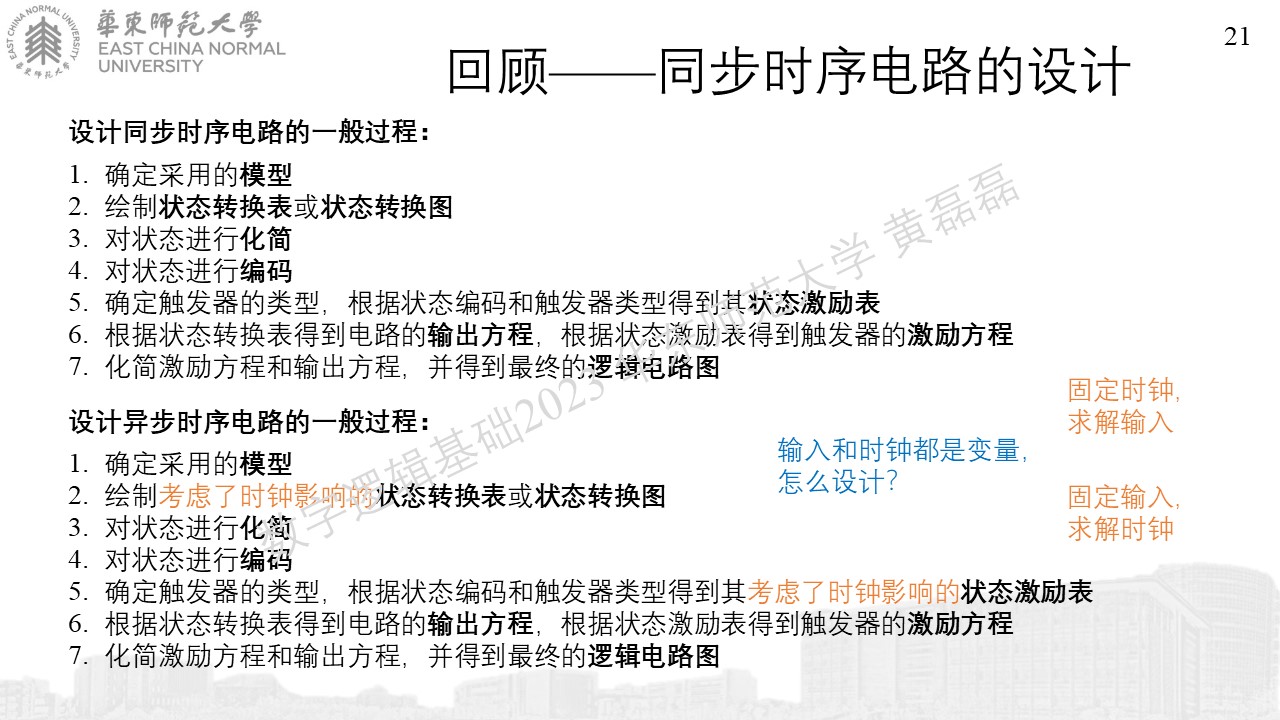 EAST CHINA NORMAL UNIVERSITY
華東師范大學
華東師范大學
EAST CHINA NORMAL
UNIVERSITY
21
回顾——同步时序电路的设计
设计同步时序电路的一般过程：
1. 确定采用的模型
2. 绘制状态转换表或状态转换图
3. 对状态进行化简
4. 对状态进行编码
5. 确定触发器的类型，根据状态编码和触发器类型得到其状态激励表
6. 根据状态转换表得到电路的输出方程，根据状态激励表得到触发器的激励方程
7. 化简激励方程和输出方程，并得到最终的逻辑电路图
设计异步时序电路的一般过程：
1. 确定采用的模型
2. 绘制考虑了时钟影响的状态转换表或状态转换图
3. 对状态进行化简
4. 对状态进行编码
5. 确定触发器的类型，根据状态编码和触发器类型得到其考虑了时钟影响的状态激励表
6. 根据状态转换表得到电路的输出方程，根据状态激励表得到触发器的激励方程
7. 化简激励方程和输出方程，并得到最终的逻辑电路图
输入和时钟都是变量，
怎么设计？
固定时钟，
求解输入
固定输入，
求解时钟
数字逻辑基础2023 华东师范大学 黄磊磊